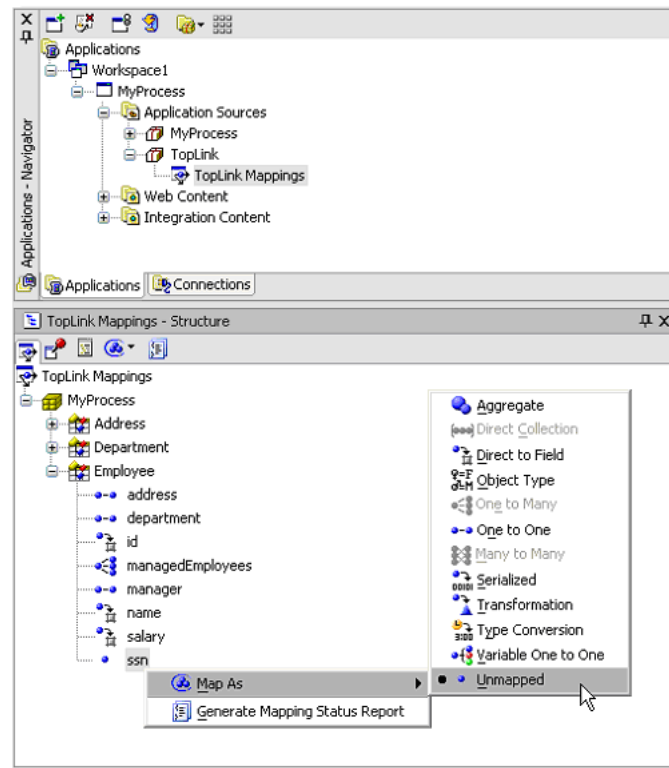 Applications
Workspace1
MyProcess
Application Sources
MyProcess
TopLink
TopLink Mappings
Web Content
Integration Content
Applications - Navigator
Applications
Connections
TopLink Mappings - Structure
TopLink Mappings
MyProcess
Address
Department
Employee
address
department
id
managedEmployees
manager
name
salary
ssn
Map As
Generate Mapping Status Report
Aggregate
Direct Collection
Direct to Field
Object Type
One to Many
One to One
Many to Many
Serialized
Transformation
Type Conversion
Variable One to One
Unmapped